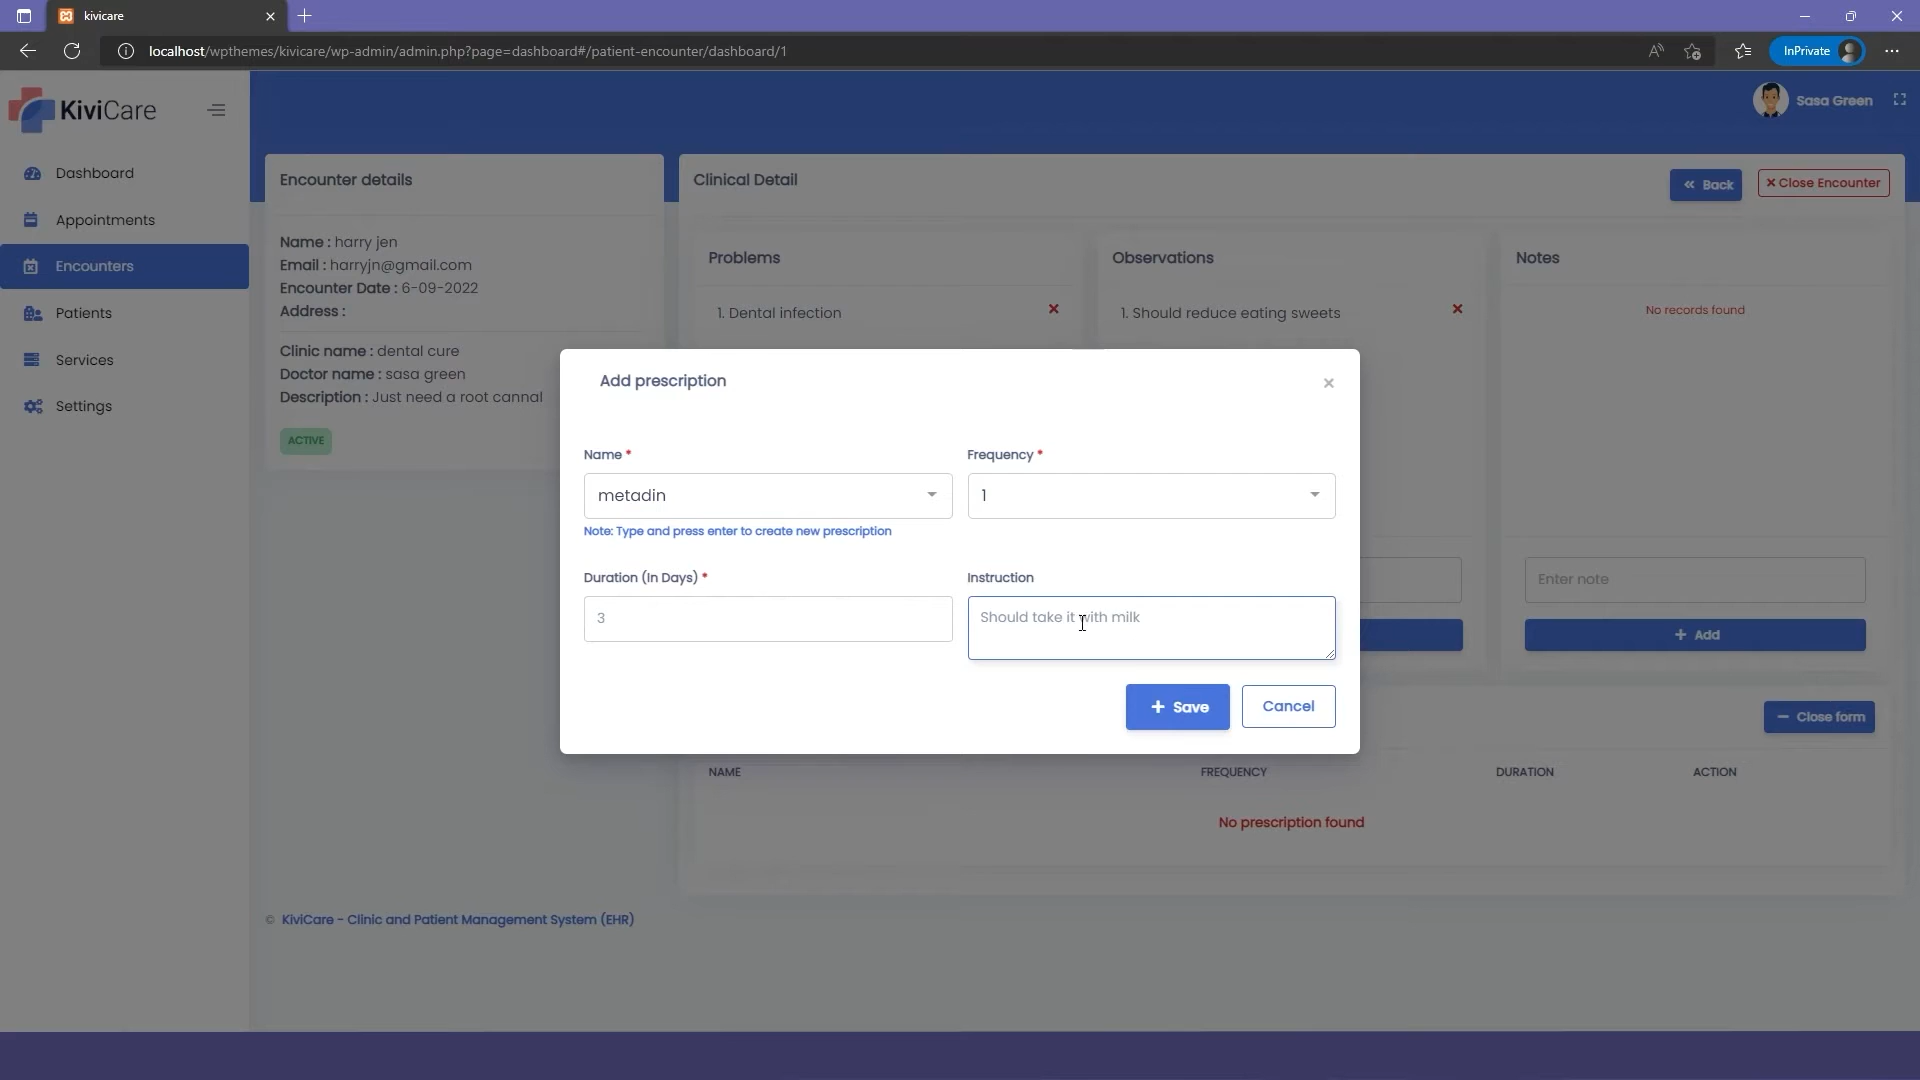 kivicare
localhost/wpthemes/kivicare/wp-admin/admin.php?page=dashboard#/patient-encounter/dashboard/1
InPrivate
KiviCare
Sasa Green
Dashboard
Appointments
Encounters
Patients
Services
Settings
Encounter details
Name : harry jen
Email : harryjn@gmail.com
Encounter Date : 6-09-2022
Address :
Clinic name : dental cure
Doctor name : sasa green
Description : Just need a root cannal
ACTIVE
Clinical Detail
« Back
× Close Encounter
Problems
1. Dental infection
Observations
1. Should reduce eating sweets
Notes
No records found
Enter note
+ Add
Add prescription
×
Name *
metadin
Note: Type and press enter to create new prescription
Frequency *
1
Duration (In Days) *
3
Instruction
Should take it with milk
+ Save
Cancel
− Close form
NAME
FREQUENCY
DURATION
ACTION
No prescription found
© KiviCare - Clinic and Patient Management System (EHR)